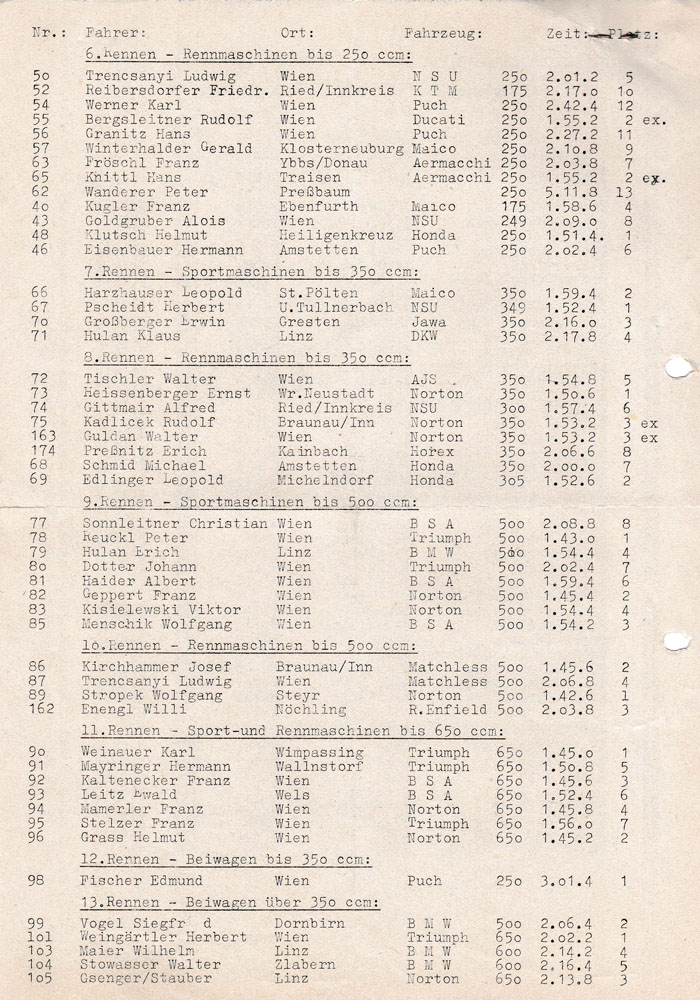 Nr.: Fahrer: Ort: Fahrzeug: Zeit: Platz:
6.Rennen - Rennmaschinen bis 25o ccm:
5o Trencsanyi Ludwig Wien N S U 25o 2.o1.2 5
52 Reibersdorfer Friedr. Ried/Innkreis K T M 175 2.17.o 1o
54 Werner Karl Wien Puch 25o 2.42.4 12
55 Bergsleitner Rudolf Wien Ducati 25o 1.55.2 2 ex.
56 Granitz Hans Wien Puch 25o 2.27.2 11
57 Winterhalder Gerald Klosterneuburg Maico 25o 2.1o.8 9
63 Fröschl Franz Ybbs/Donau Aermacchi 25o 2.o3.8 7
65 Knittl Hans Traisen Aermacchi 25o 1.55.2 2 ex.
62 Wanderer Peter Preßbaum 25o 5.11.8 13
4o Kugler Franz Ebenfurth Maico 175 1.58.6 4
43 Goldgruber Alois Wien NSU 249 2.o9.o 8
48 Klutsch Helmut Heiligenkreuz Honda 25o 1.51.4. 1
46 Eisenbauer Hermann Amstetten Puch 25o 2.o2.4 6
7.Rennen - Sportmaschinen bis 35o ccm:
66 Harzhauser Leopold St.Pölten Maico 35o 1.59.4 2
67 Pscheidt Herbert U.Tullnerbach NSU 349 1.52.4 1
7o Großberger Erwin Gresten Jawa 35o 2.16.o 3
71 Hulan Klaus Linz DKW 35o 2.17.8 4
8.Rennen - Rennmaschinen bis 35o ccm:
72 Tischler Walter Wien AJS . 35o 1.54.8 5
73 Heissenberger Ernst Wr.Neustadt Norton 35o 1.5o.6 1
74 Gittmair Alfred Ried/Innkreis NSU 3oo 1.57.4 6
75 Kadlicek Rudolf Braunau/Inn Norton 35o 1.53.2 3 ex
163 Guldan Walter Wien Norton 35o 1.53.2 3 ex
174 Preßnitz Erich Kainbach Horex 35o 2.o6.6 8
68 Schmid Michael Amstetten Honda 35o 2.oo.o 7
69 Edlinger Leopold Michelndorf Honda 3o5 1.52.6 2
9.Rennen - Sportmaschinen bis 5oo ccm:
77 Sonnleitner Christian Wien B S A 5oo 2.o8.8 8
78 Reuckl Peter Wien Triumph 5oo 1.43.o 1
79 Hulan Erich Linz B M W 5oo 1.54.4 4
8o Dotter Johann Wien Triumph 5oo 2.o2.4 7
81 Haider Albert Wien B S A 5oo 1.59.4 6
82 Geppert Franz Wien Norton 5oo 1.45.4 2
83 Kisielewski Viktor Wien Norton 5oo 1.54.4 4
85 Menschik Wolfgang Wien B S A 5oo 1.54.2 3
1o.Rennen - Rennmaschinen bis 5oo ccm:
86 Kirchhammer Josef Braunau/Inn Matchless 5oo 1.45.6 2
87 Trencsanyi Ludwig Wien Matchless 5oo 2.o6.8 4
89 Stropek Wolfgang Steyr Norton 5oo 1.42.6 1
162 Enengl Willi Nöchling R.Enfield 5oo 2.o3.8 3
11.Rennen - Sport-und Rennmaschinen bis 65o ccm:
9o Weinauer Karl Wimpassing Triumph 65o 1.45.o 1
91 Mayringer Hermann Wallnstorf Triumph 65o 1.5o.8 5
92 Kaltenecker Franz Wien B S A 65o 1.45.6 3
93 Leitz Ewald Wels B S A 65o 1.52.4 6
94 Mamerler Franz Wien Norton 65o 1.45.8 4
95 Stelzer Franz Wien Triumph 65o 1.56.o 7
96 Grass Helmut Wien Norton 65o 1.45.2 2
12.Rennen - Beiwagen bis 35o ccm:
98 Fischer Edmund Wien Puch 25o 3.o1.4 1
13.Rennen - Beiwagen über 35o ccm:
99 Vogel Siegfr d Dornbirn B M W 5oo 2.o6.4 2
1o1 Weingärtler Herbert Wien Triumph 65o 2.o2.2 1
1o3 Maier Wilhelm Linz B M W 6oo 2.14.2 4
1o4 Stowasser Walter Zlabern B M W 6oo 2.16.4 5
1o5 Gsenger/Stauber Linz Norton 65o 2.13.8 3